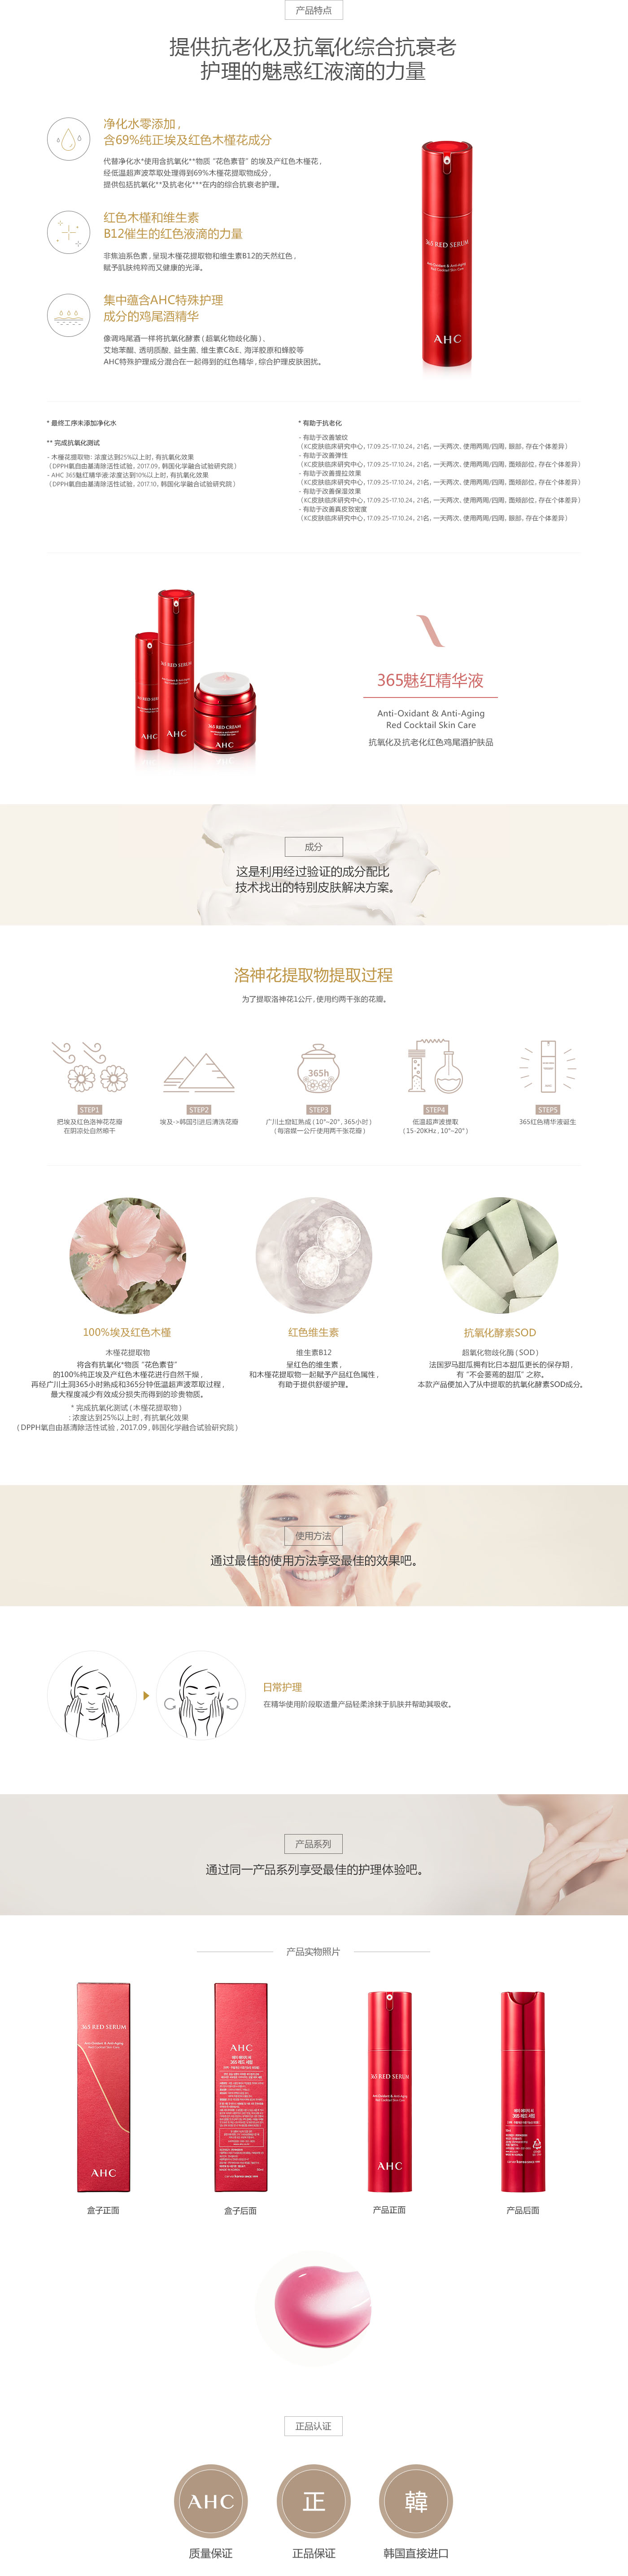 产品特点
提供抗老化及抗氧化综合抗衰老
护理的魅惑红液滴的力量
净化水零添加，
含69%纯正埃及红色木槿花成分
代替净化水*使用含抗氧化**物质 “花色素苷” 的埃及产红色木槿花，
经低温超声波萃取处理得到69%木槿花提取物成分，
提供包括抗氧化**及抗老化***在内的综合抗衰老护理。
红色木槿和维生素
B12催生的红色液滴的力量
非焦油系色素，呈现木槿花提取物和维生素B12的天然红色，
赋予肌肤纯粹而又健康的光泽。
集中蕴含AHC特殊护理
成分的鸡尾酒精华
像调鸡尾酒一样将抗氧化酵素（超氧化物歧化酶）、
艾地苯醌，透明质酸，益生菌，维生素C&E，海洋胶原和蜂胶等
AHC特殊护理成分混合在一起得到的红色精华，综合护理皮肤困扰。
365 RED SERUM
Anti-Oxidant & Anti-Aging
Red Cocktail Skin Care
AHC
* 最终工序未添加净化水
** 完成抗氧化测试
- 木槿花提取物：浓度达到25%以上时，有抗氧化效果
（DPPH氧自由基清除活性试验，2017.09，韩国化学融合试验研究院）
- AHC 365魅红精华液:浓度达到10%以上时，有抗氧化效果
（DPPH氧自由基清除活性试验，2017.10，韩国化学融合试验研究院）
* 有助于抗老化
- 有助于改善皱纹
（KC皮肤临床研究中心，17.09.25-17.10.24，21名，一天两次，使用两周/四周，眼部，存在个体差异）
- 有助于改善弹性
（KC皮肤临床研究中心，17.09.25-17.10.24，21名，一天两次，使用两周/四周，面颊部位，存在个体差异）
- 有助于改善提拉效果
（KC皮肤临床研究中心，17.09.25-17.10.24，21名，一天两次，使用两周/四周，面颊部位，存在个体差异）
- 有助于改善保湿效果
（KC皮肤临床研究中心，17.09.25-17.10.24，21名，一天两次，使用两周/四周，面颊部位，存在个体差异）
- 有助于改善真皮致密度
（KC皮肤临床研究中心，17.09.25-17.10.24，21名，一天两次，使用两周/四周，眼部，存在个体差异）
365 RED SERUM
AHC
365 RED SERUM
AHC
365 RED CREAM
AHC
365魅红精华液
Anti-Oxidant & Anti-Aging
Red Cocktail Skin Care
抗氧化及抗老化红色鸡尾酒护肤品
成分
这是利用经过验证的成分配比
技术找出的特别皮肤解决方案。
洛神花提取物提取过程
为了提取洛神花1公斤，使用约两千张的花瓣。
365h
STEP1
把埃及红色洛神花花瓣
在阴凉处自然晾干
STEP2
埃及->韩国引进后清洗花瓣
STEP3
广川土窟缸熟成（10°~20°，365小时）
（每溶媒一公斤使用两千张花瓣）
STEP4
低温超声波提取
（15-20KHz，10°~20°）
STEP5
365红色精华液诞生
100%埃及红色木槿
木槿花提取物
将含有抗氧化*物质 “花色素苷”
的100%纯正埃及产红色木槿花进行自然干燥，
再经广川土洞365小时熟成和365分钟低温超声波萃取过程，
最大程度减少有效成分损失而得到的珍贵物质。
* 完成抗氧化测试（木槿花提取物）
：浓度达到25%以上时，有抗氧化效果
（DPPH氧自由基清除活性试验，2017.09，韩国化学融合试验研究院）
红色维生素
维生素B12
呈红色的维生素，
和木槿花提取物一起赋予产品红色属性，
有助于提供舒缓护理。
抗氧化酵素SOD
超氧化物歧化酶（SOD）
法国罗马甜瓜拥有比日本甜瓜更长的保存期，
有 “不会萎蔫的甜瓜” 之称。
本款产品便加入了从中提取的抗氧化酵素SOD成分。
使用方法
通过最佳的使用方法享受最佳的效果吧。
日常护理
在精华使用阶段取适量产品轻柔涂抹于肌肤并帮助其吸收。
产品系列
通过同一产品系列享受最佳的护理体验吧。
产品实物照片
365 RED SERUM
Anti-Oxidant & Anti-Aging
Red Cocktail Skin Care
AHC
盒子正面
AHC
365 레드 세럼
盒子后面
365 RED SERUM
Anti-Oxidant & Anti-Aging
Red Cocktail Skin Care
AHC
产品正面
365 레드 세럼
产品后面
正品认证
AHC
质量保证
正
正品保证
韓
韩国直接进口